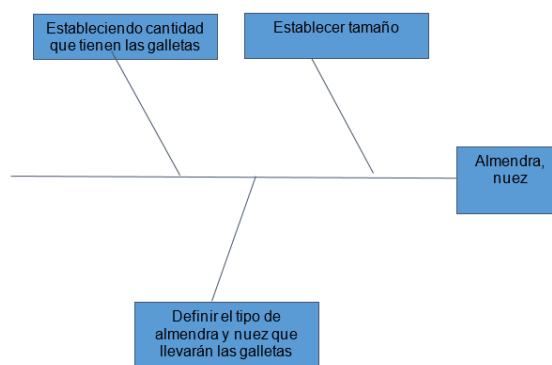 Estableciendo cantidad
que tienen las galletas
Establecer tamaño
Almendra,
nuez
Definir el tipo de
almendra y nuez que
llevarán las galletas